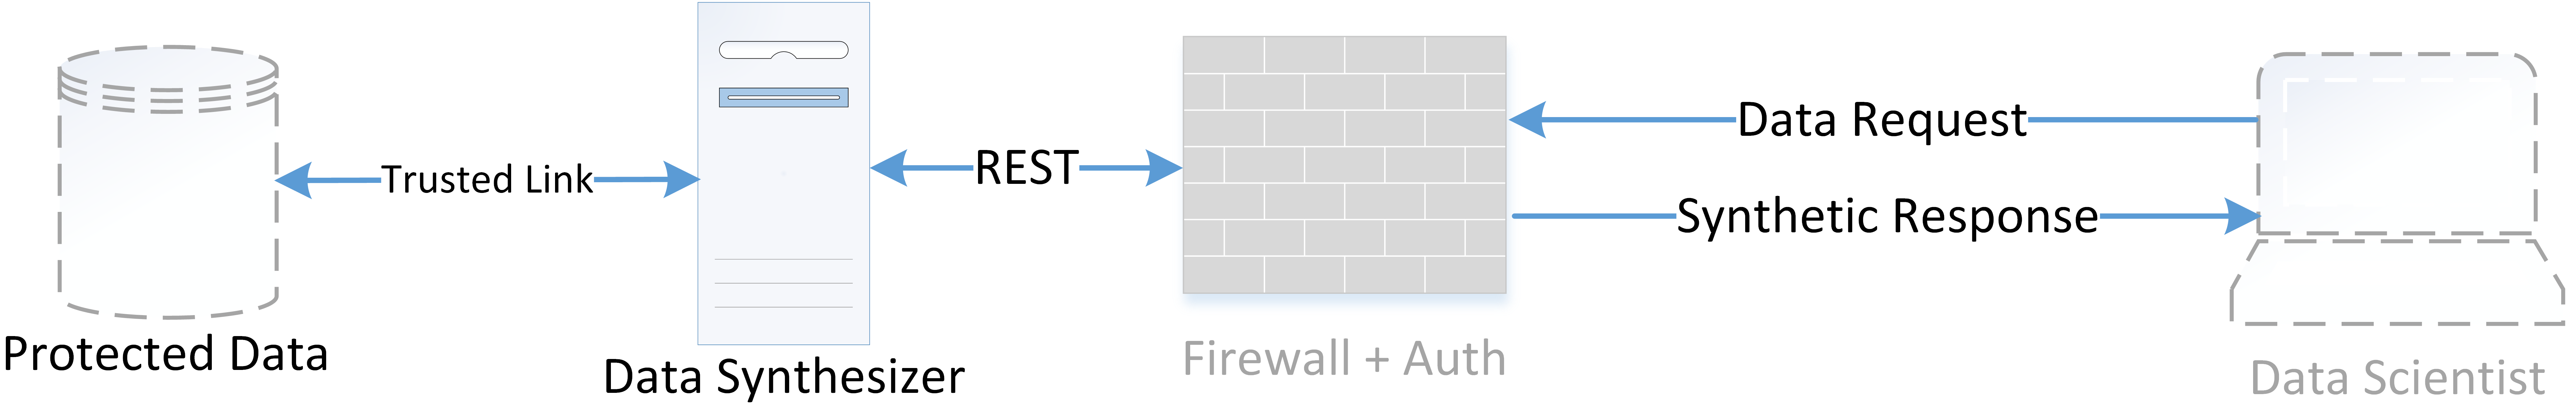 Protected Data
Trusted Link
Data Synthesizer
REST
Firewall + Auth
Data Request
Synthetic Response
Data Scientist